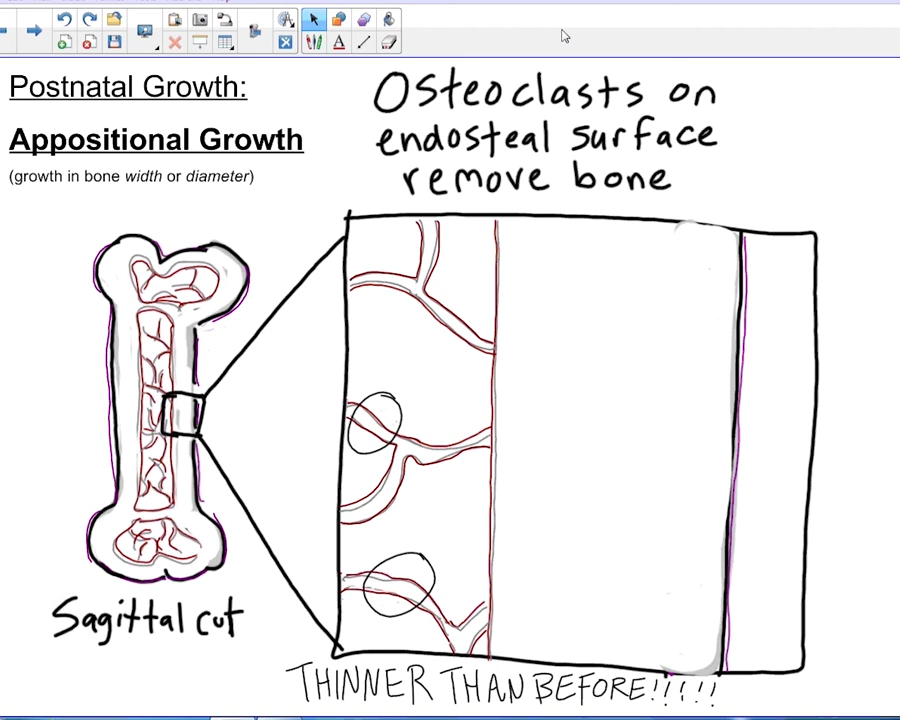 Postnatal Growth:
Appositional Growth
(growth in bone width or diameter)
Osteoclasts on
endosteal surface
remove bone
Sagittal cut
THINNER THAN BEFORE!!!!!